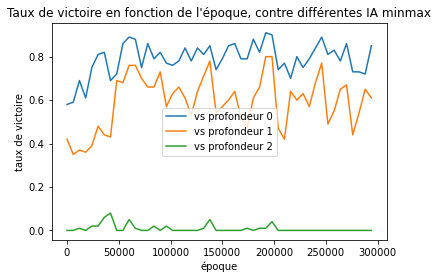 Taux de victoire en fonction de l'époque, contre différentes IA minmax
taux de victoire
0.8
0.6
0.4
0.2
0.0
vs profondeur 0
vs profondeur 1
vs profondeur 2
0 50000 100000 150000 200000 250000 300000
époque